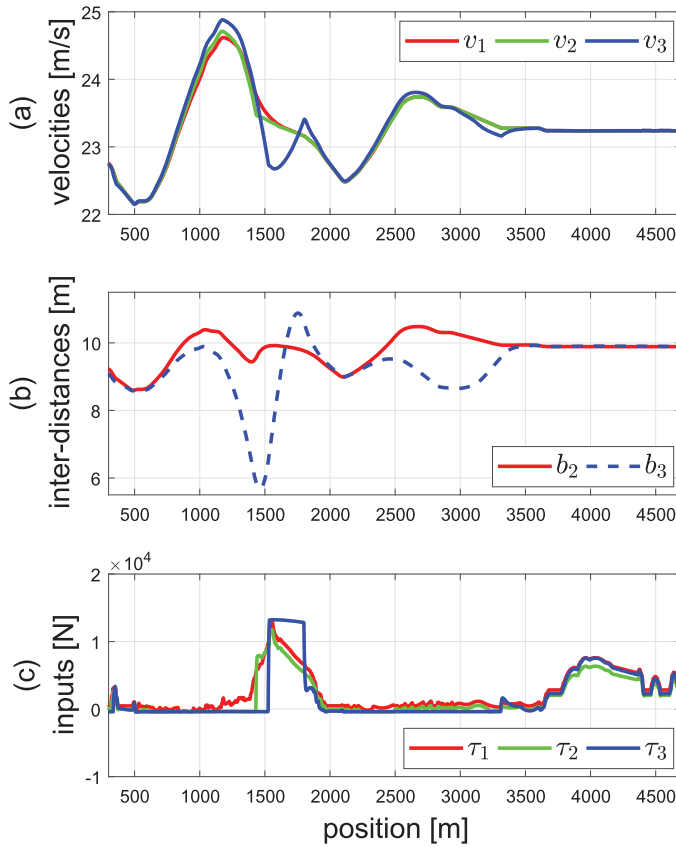 25
24
23
22
(a)
velocities [m/s]
v₁ v₂ v₃
500 1000 1500 2000 2500 3000 3500 4000 4500
10
8
6
(b)
inter-distances [m]
b₂ b₃
500 1000 1500 2000 2500 3000 3500 4000 4500
× 10⁴
2
1
0
-1
(c)
inputs [N]
τ₁ τ₂ τ₃
500 1000 1500 2000 2500 3000 3500 4000 4500
position [m]